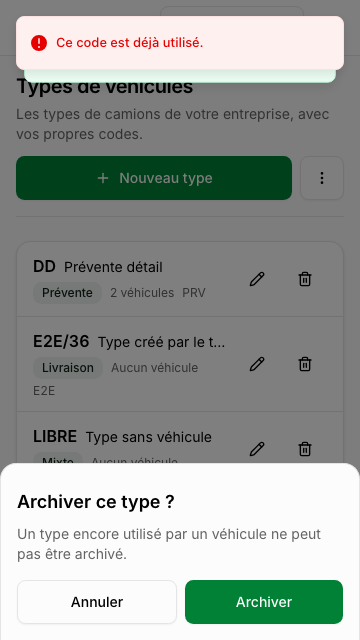 Ce code est déjà utilisé.
Types de véhicules
Les types de camions de votre entreprise, avec
vos propres codes.
Nouveau type
DD Prévente détail
Prévente 2 véhicules PRV
E2E/36 Type créé par le t...
Livraison Aucun véhicule
E2E
LIBRE Type sans véhicule
Mixte Aucun véhicule
Archiver ce type ?
Un type encore utilisé par un véhicule ne peut
pas être archivé.
Annuler Archiver